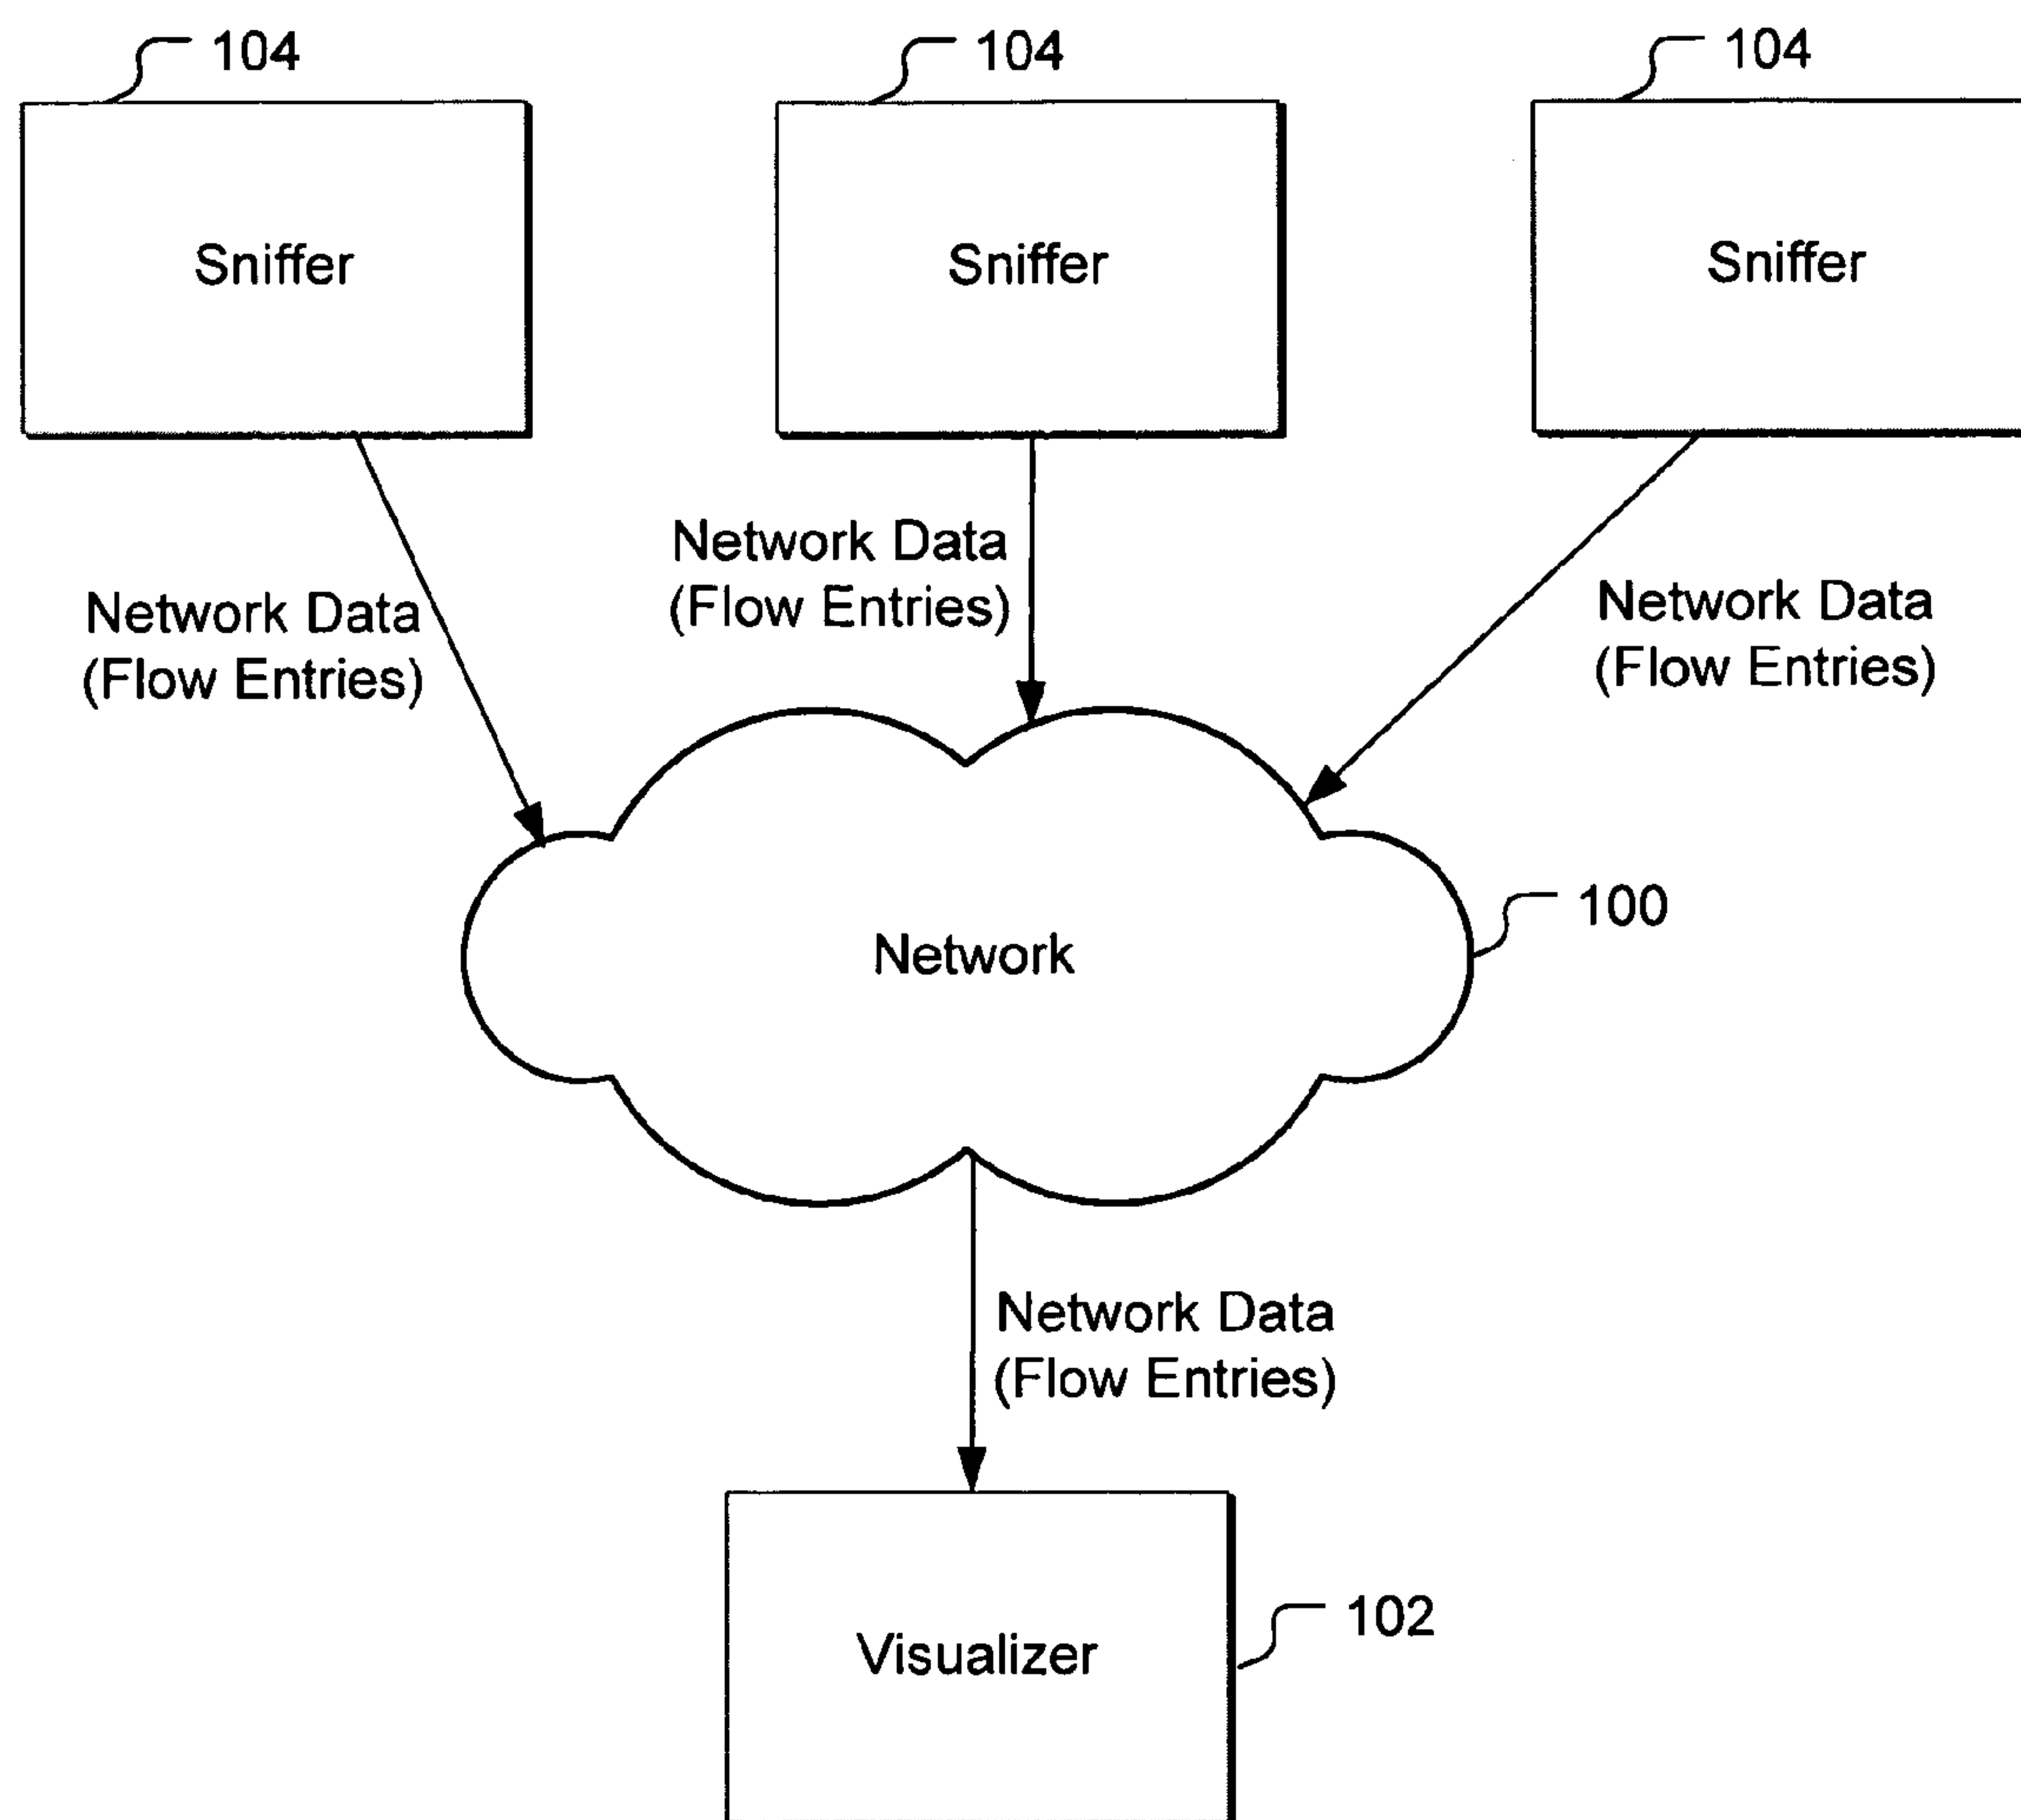 104
104
104
Sniffer
Sniffer
Sniffer
Network Data
(Flow Entries)
Network Data
(Flow Entries)
Network Data
(Flow Entries)
Network
100
Network Data
(Flow Entries)
Visualizer
102